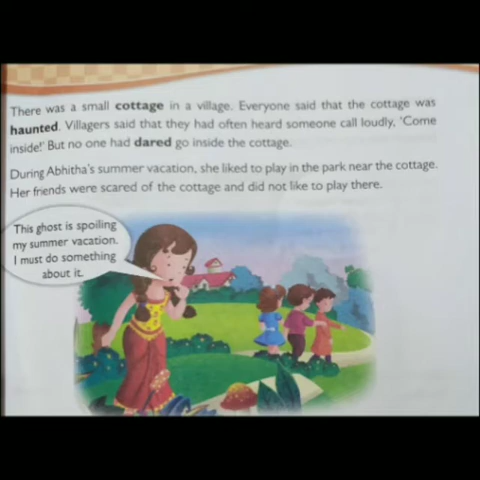 There was a small cottage in a village. Everyone said that the cottage was
haunted. Villagers said that they had often heard someone call loudly, 'Come
inside!' But no one had dared go inside the cottage.
During Abhitha's summer vacation, she liked to play in the park near the cottage.
Her friends were scared of the cottage and did not like to play there.
This ghost is spoiling
my summer vacation.
I must do something
about it.